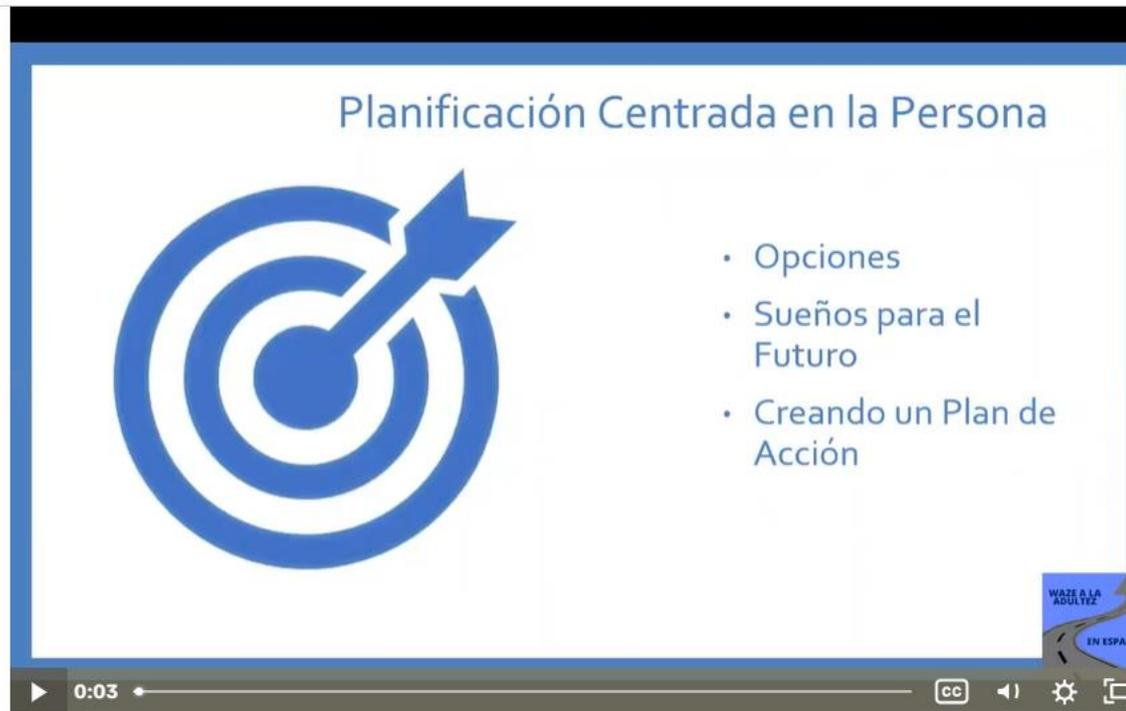 Planificación Centrada en la Persona
• Opciones
• Sueños para el
Futuro
• Creando un Plan de
Acción
WAZE A LA
ADULTEZ
EN ESPA
0:03
CC